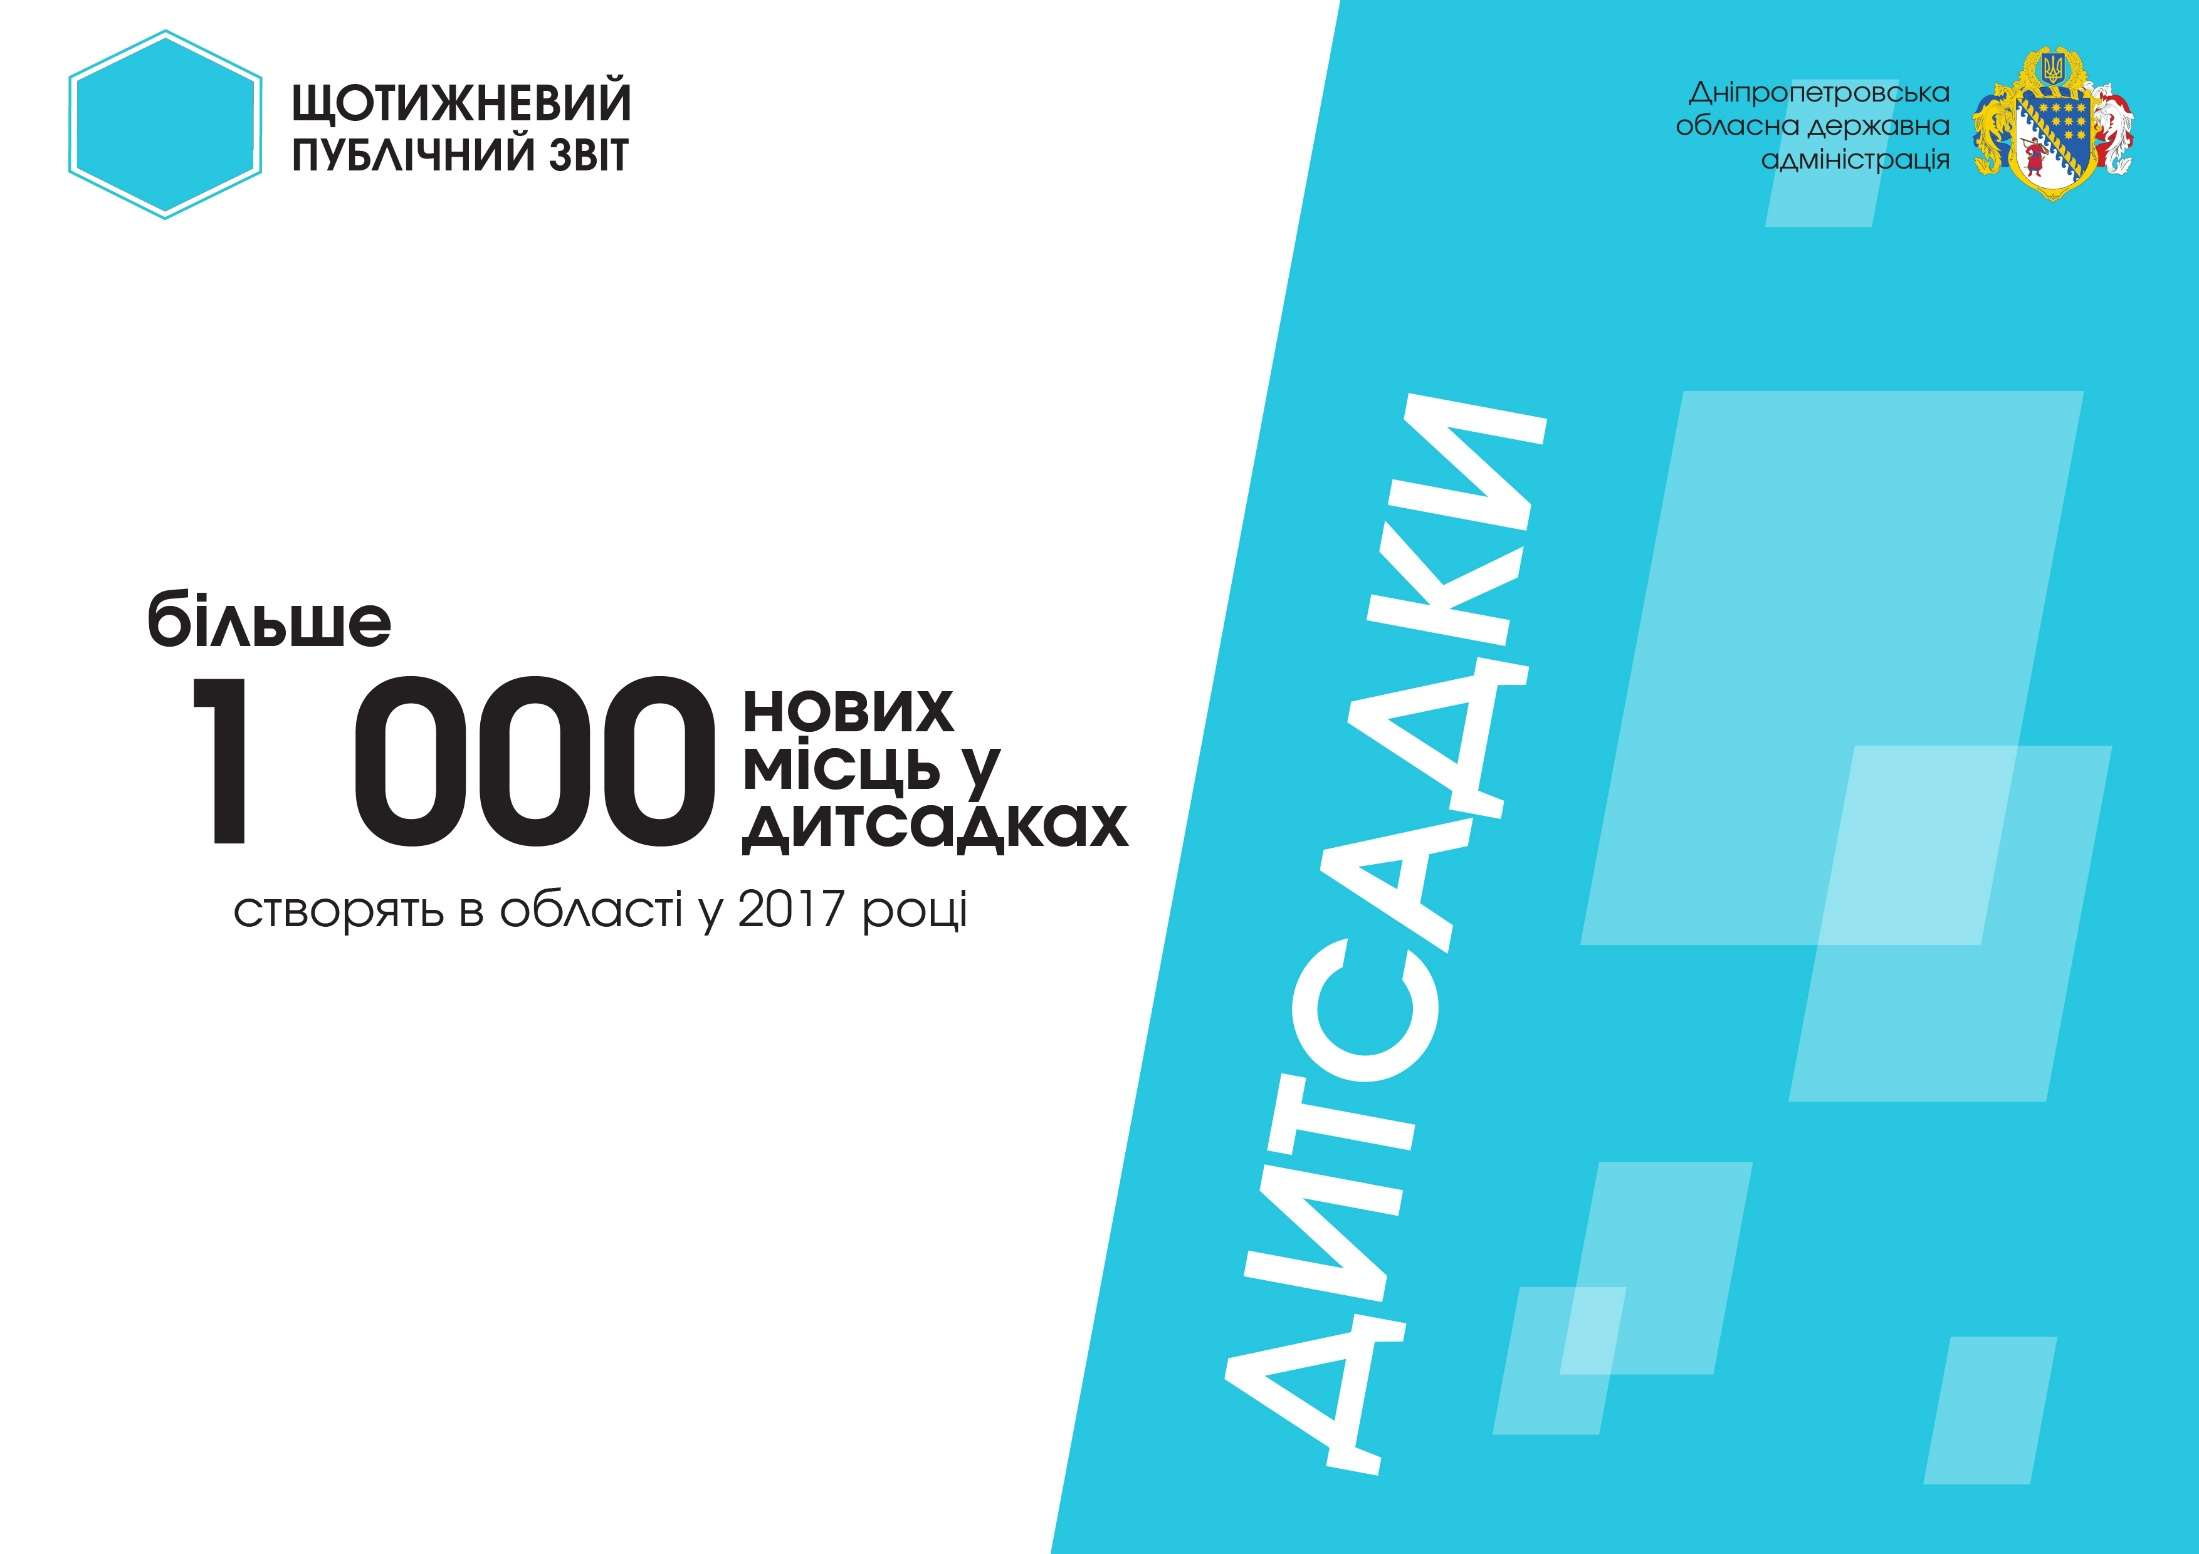 ЩОТИЖНЕВИЙ
ПУБЛІЧНИЙ ЗВІТ
Дніпропетровська
обласна державна
адміністрація
більше
1 000
нових
місць у
дитсадках
створять в області у 2017 році
ДИТСАДКИ